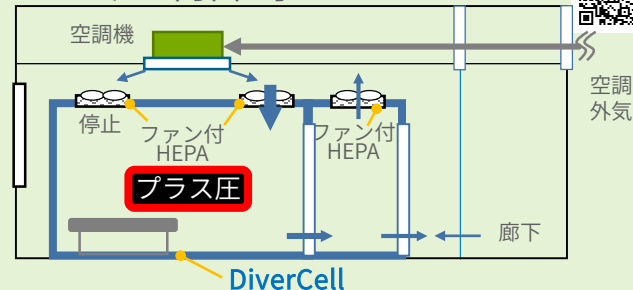 空調機
空調
外気
停止
ファン付
HEPA
ファン付
HEPA
プラス圧
廊下
DiverCell